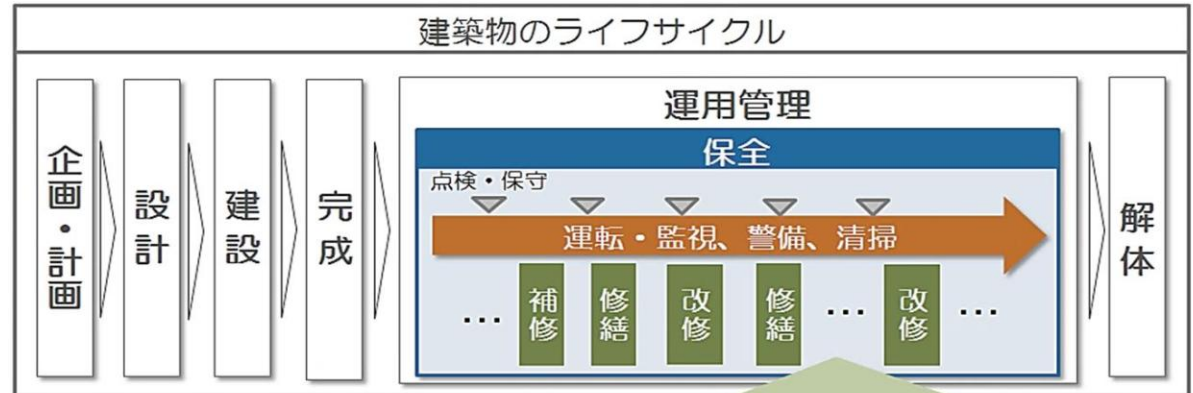 建築物のライフサイクル
企画・計画
設計
建設
完成
運用管理
保全
点検・保守
運転・監視、警備、清掃
…
補修
修繕
改修
修繕
…
改修
…
解体